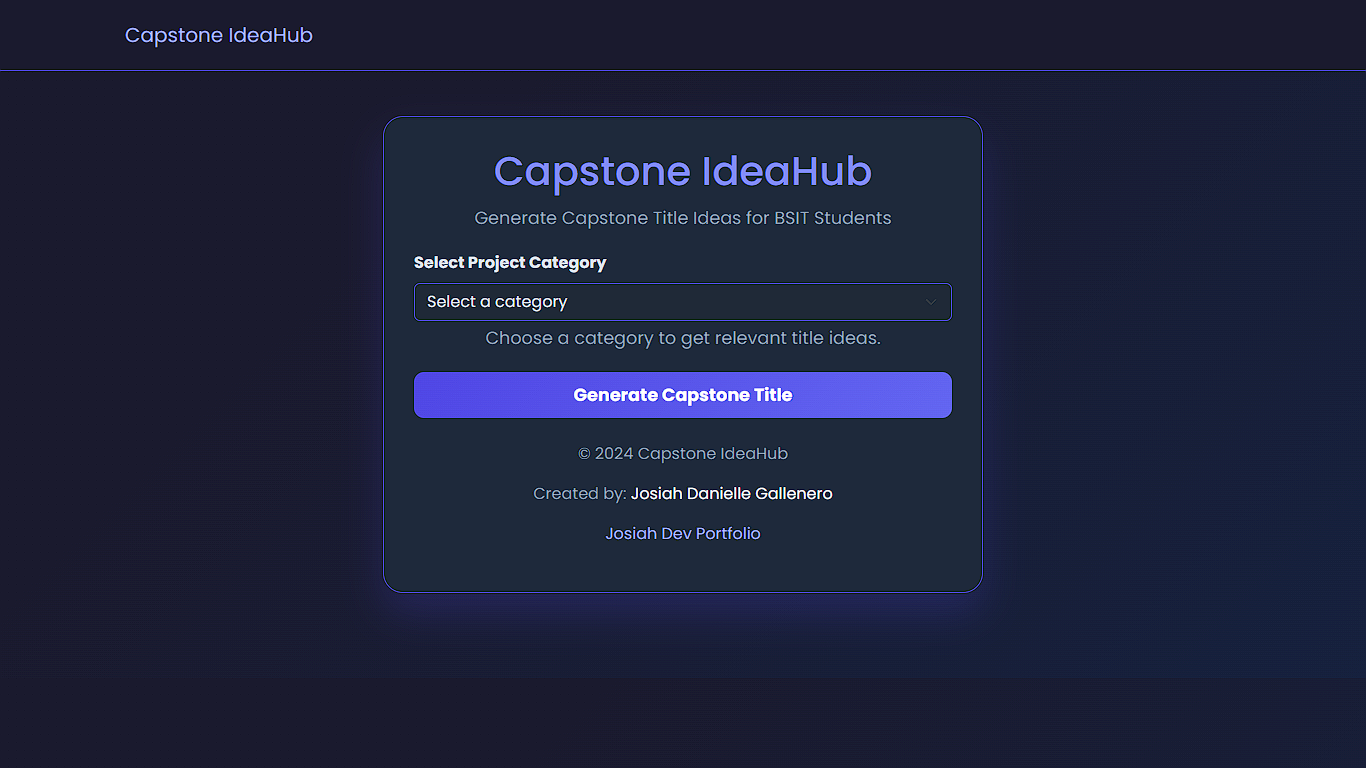 Capstone IdeaHub
Capstone IdeaHub
Generate Capstone Title Ideas for BSIT Students
Select Project Category
Select a category
Choose a category to get relevant title ideas.
Generate Capstone Title
© 2024 Capstone IdeaHub
Created by: Josiah Danielle Gallenero
Josiah Dev Portfolio